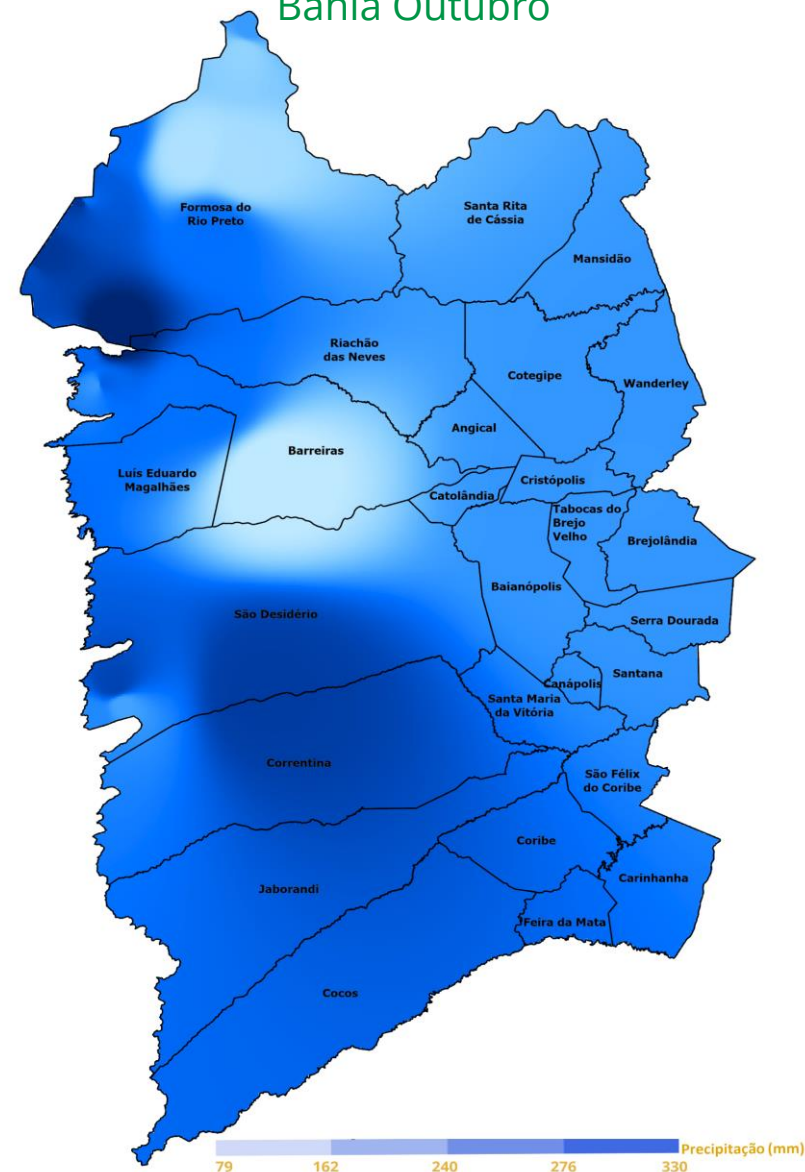 Bahia Outubro
Formosa do
Rio Preto
Santa Rita
de Cássia
Mansidão
Riachão
das Neves
Cotegipe
Wanderley
Angical
Barreiras
Luís Eduardo
Magalhães
Cristópolis
Catolândia
Tabocas do
Brejo
Velho
Brejolândia
Baianópolis
São Desidério
Serra Dourada
Santana
Canápolis
Santa Maria
da Vitória
Correntina
São Félix
do Coribe
Coribe
Carinhanha
Jaborandi
Feira da Mata
Cocos
Precipitação (mm)
79 162 240 276 330